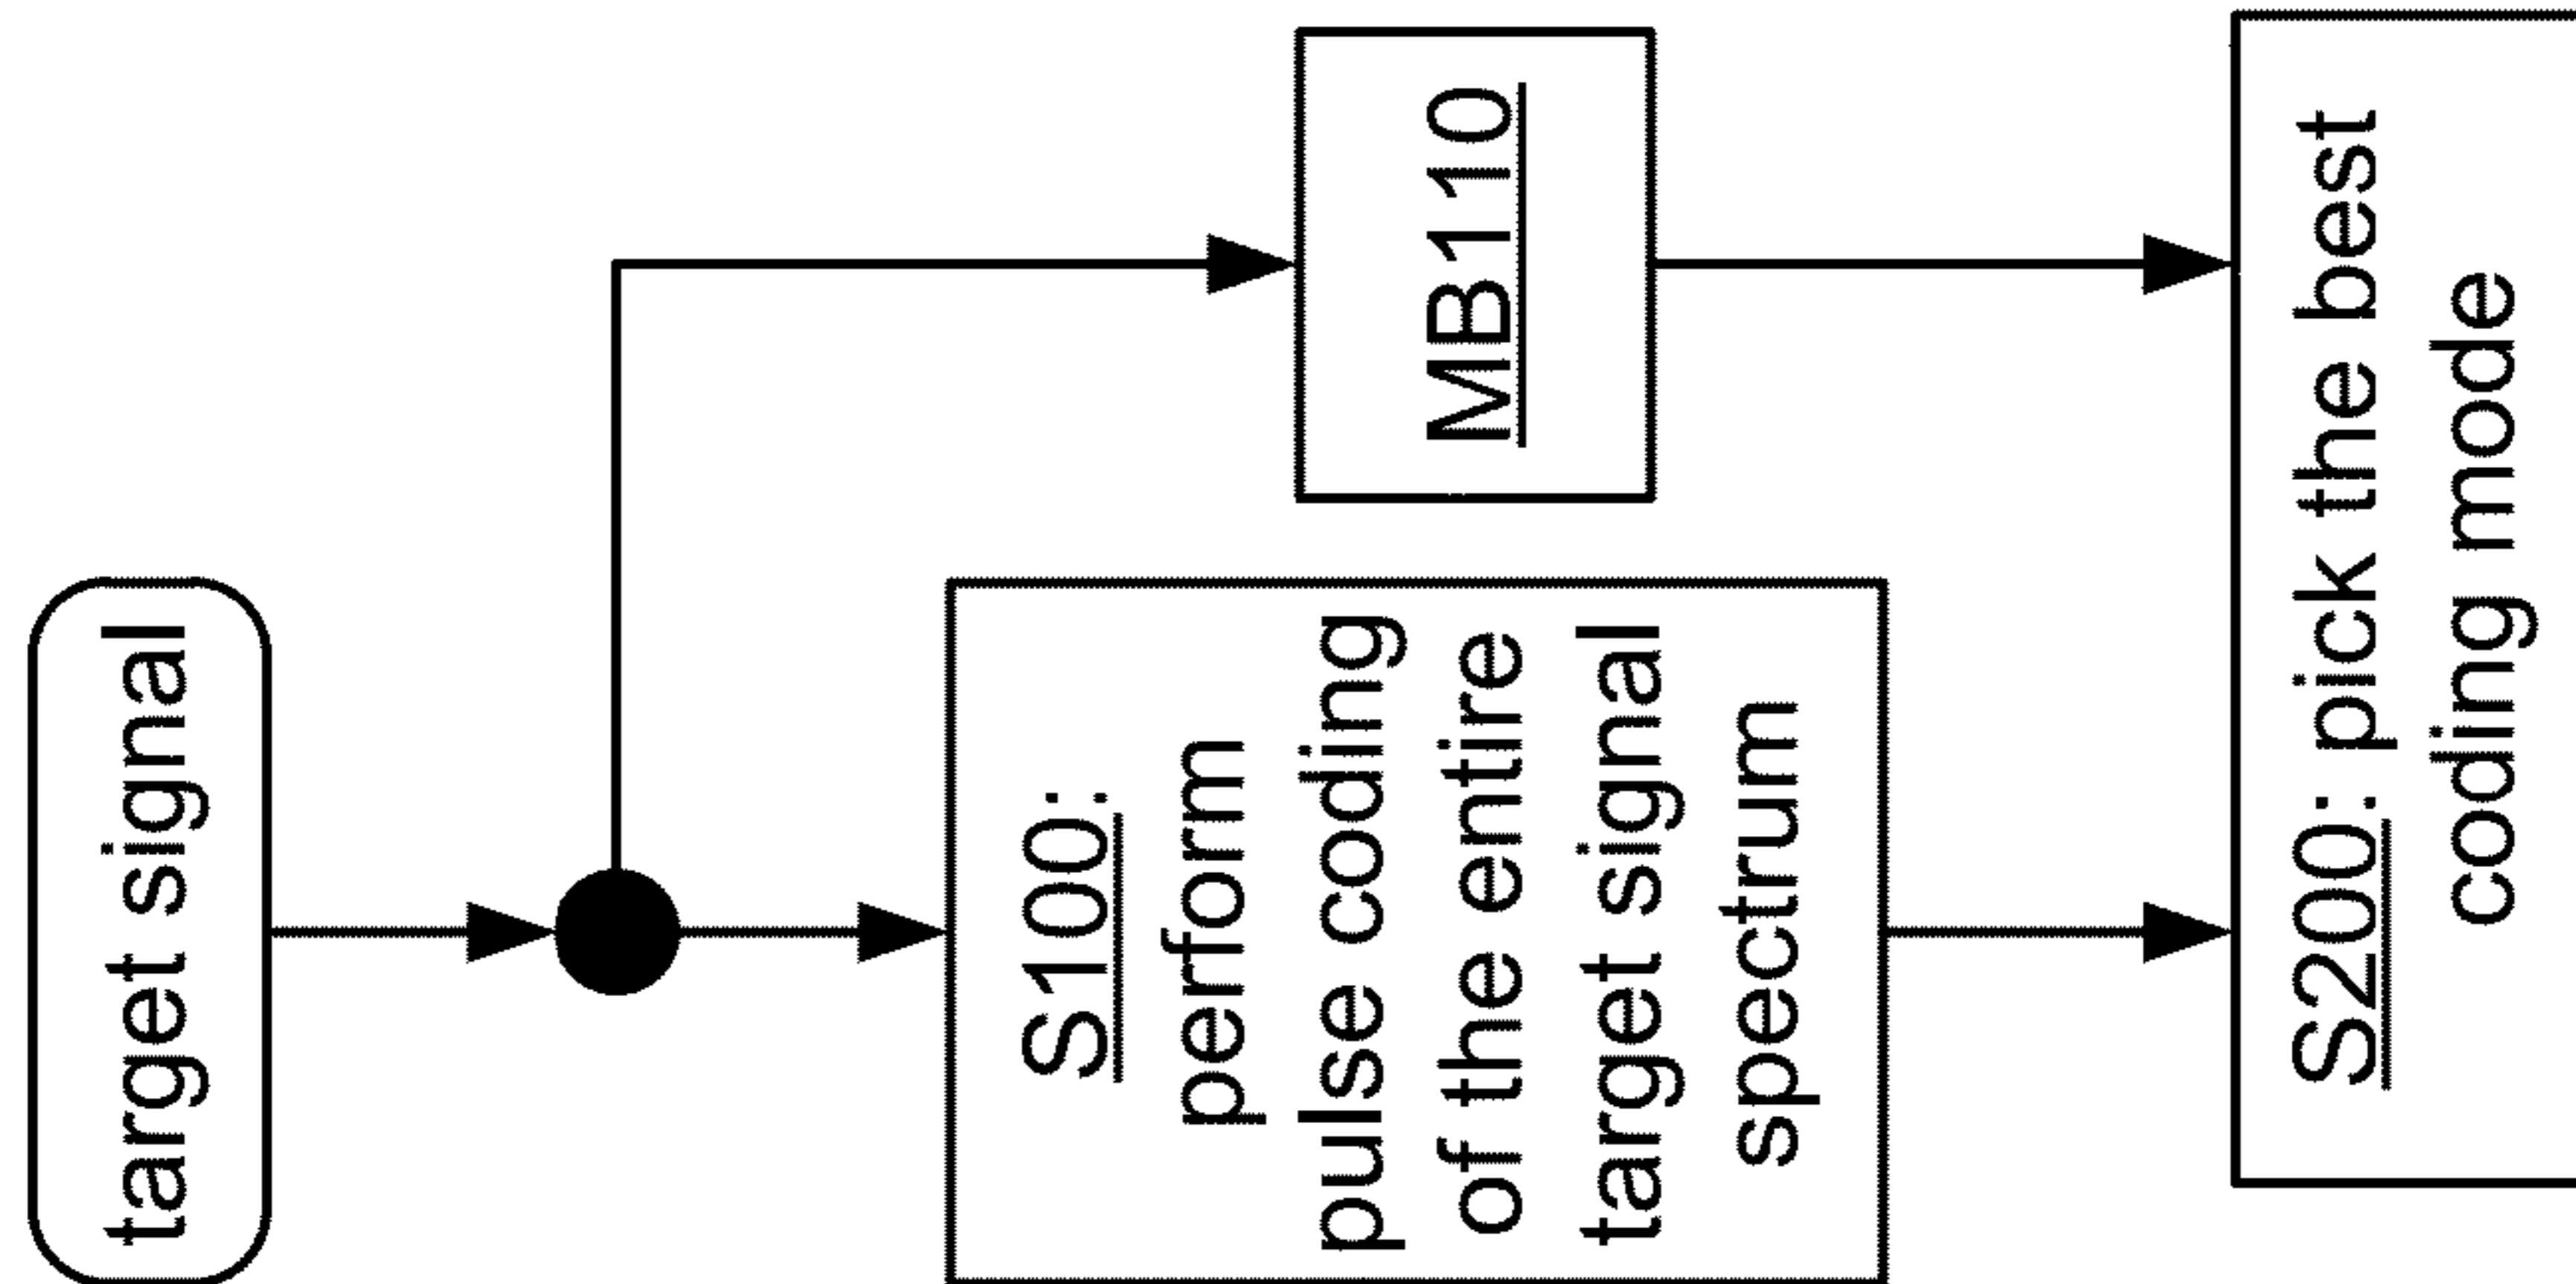 target signal
S100:
perform
pulse coding
of the entire
target signal
spectrum
MB110
S200: pick the best
coding mode